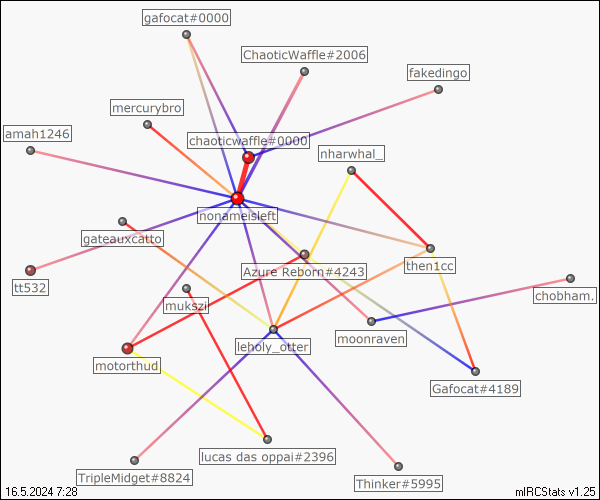 gafocat#0000
ChaoticWaffle#2006
fakedingo
mercurybro
amah1246
chaoticwaffle#0000
nharwhal_
nonameisleft
gateauxcato
Azure Reborn#4243
then1cc
tt532
mukszi
chobham.
moonraven
leholy_otter
motorthud
Gafocat#4189
lucas das oppai#2396
TripleMidget#8824
Thinker#5995
16.5.2024 7:28
mIRCStats v1.25